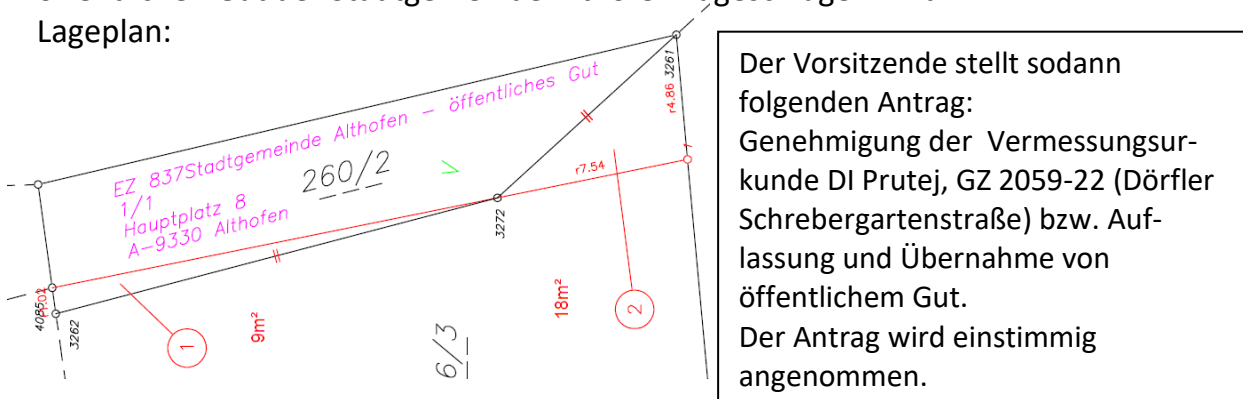 Lageplan:
EZ 837Stadtgemeinde Althofen – öffentliches Gut
1/1
Hauptplatz 8
A–9330 Althofen
260/2
3261
r4.86
1
r7.54
3272
4085
3262
1
9m²
6/3
18m²
2
Der Vorsitzende stellt sodann
folgenden Antrag:
Genehmigung der Vermessungsur-
kunde DI Prutej, GZ 2059-22 (Dörfler
Schrebergartenstraße) bzw. Auf-
lassung und Übernahme von
öffentlichem Gut.
Der Antrag wird einstimmig
angenommen.